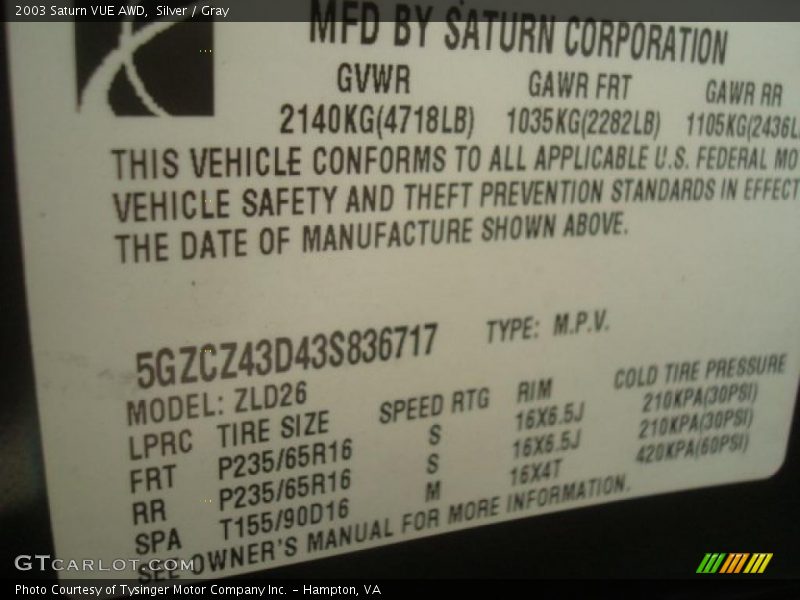 2003 Saturn VUE AWD, Silver / Gray
MFD BY SATURN CORPORATION
GVWR GAWR FRT GAWR RR
2140KG(4718LB) 1035KG(2282LB) 1105KG(2436L
THIS VEHICLE CONFORMS TO ALL APPLICABLE U.S. FEDERAL MO
VEHICLE SAFETY AND THEFT PREVENTION STANDARDS IN EFFECT
THE DATE OF MANUFACTURE SHOWN ABOVE.
5GZCZ43D43S836717 TYPE: M.P.V.
MODEL: ZLD26
LPRC TIRE SIZE SPEED RTG RIM COLD TIRE PRESSURE
FRT P235/65R16 S 16X6.5J 210KPA(30PSI)
RR P235/65R16 S 16X6.5J 210KPA(30PSI)
SPA T155/90D16 M 16X4T 420KPA(60PSI)
SEE OWNER'S MANUAL FOR MORE INFORMATION.
GTcarlot.com
Photo Courtesy of Tysinger Motor Company Inc. - Hampton, VA